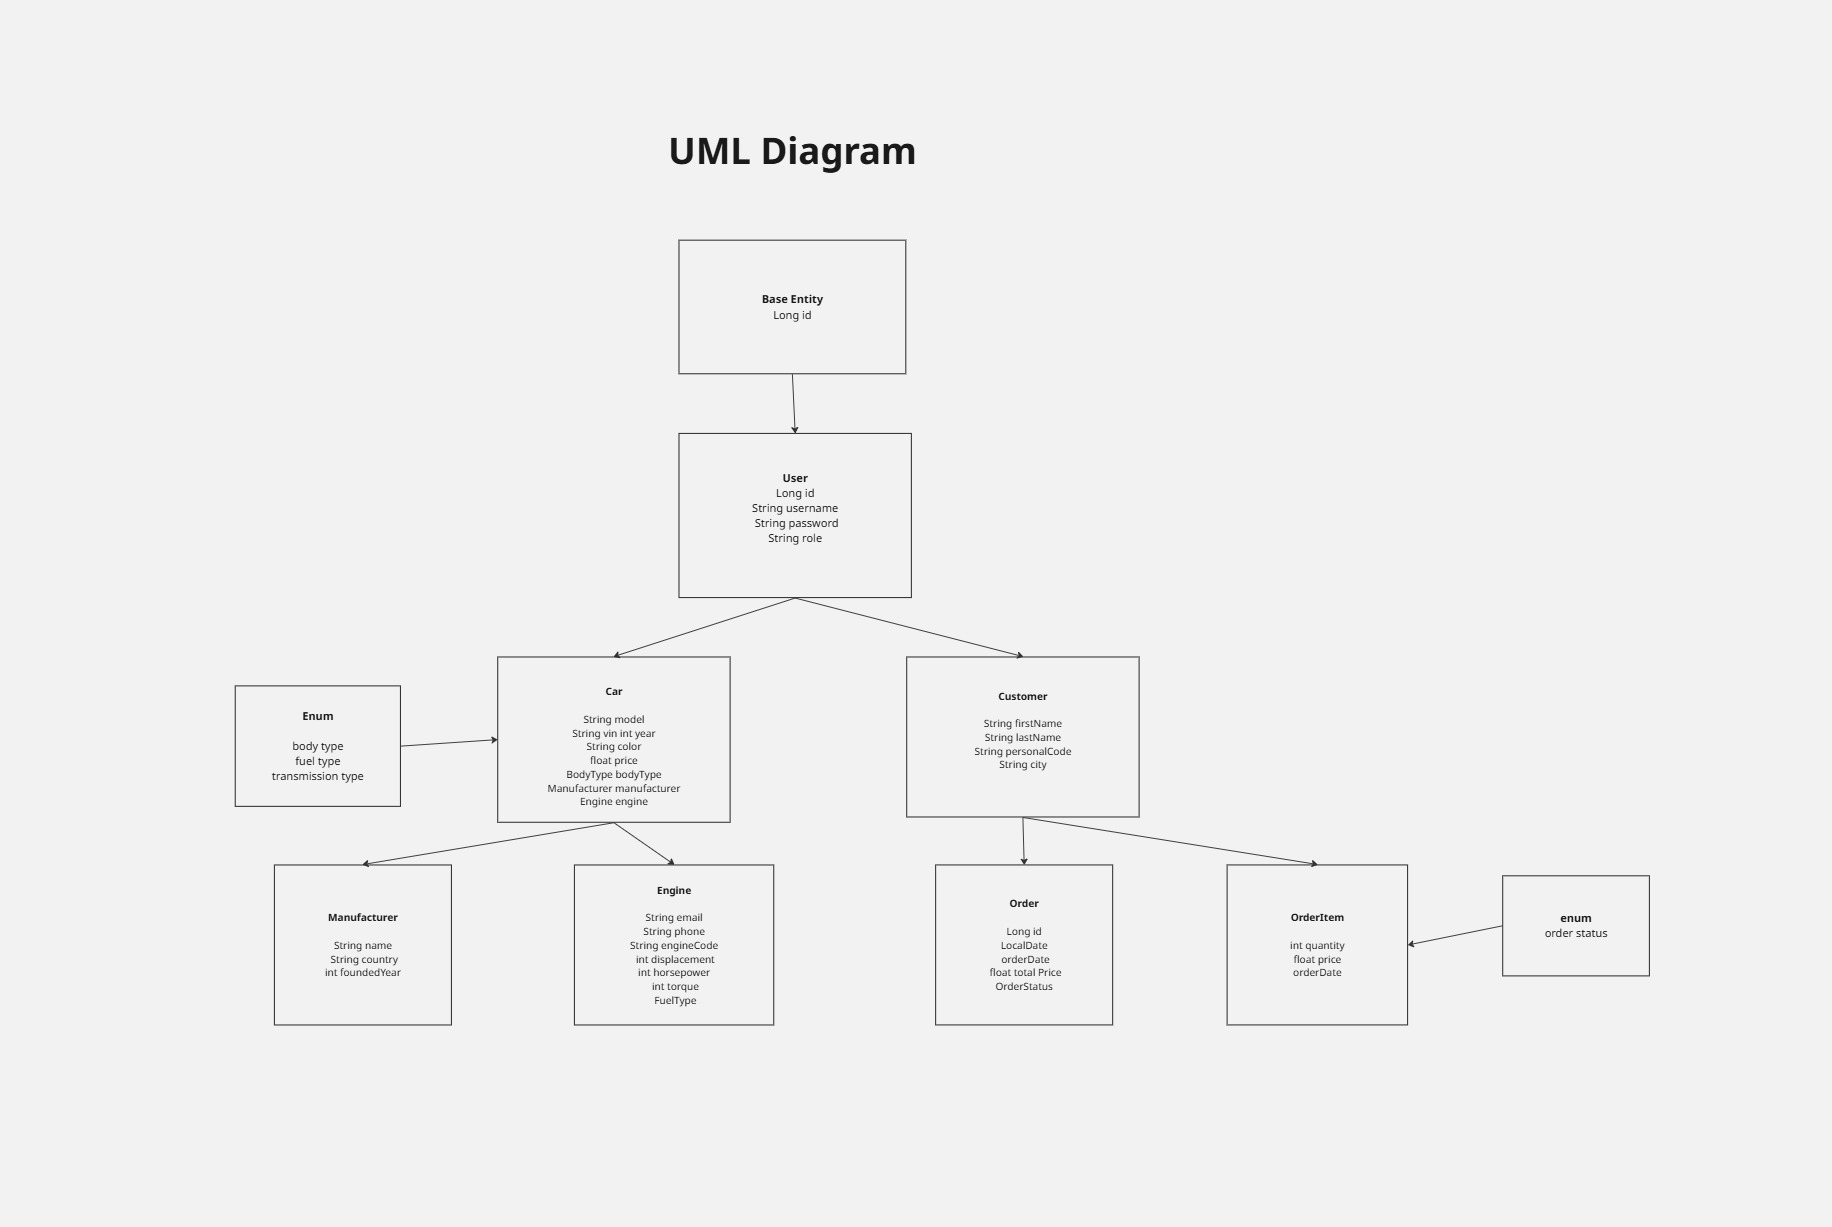 UML Diagram
Base Entity
Long id
User
Long id
String username
String password
String role
Car
String model
String vin int year
String color
float price
BodyType bodyType
Manufacturer manufacturer
Engine engine
Customer
String firstName
String lastName
String personalCode
String city
Enum
body type
fuel type
transmission type
Manufacturer
String name
String country
int foundedYear
Engine
String email
String phone
String engineCode
int displacement
int horsepower
int torque
FuelType
Order
Long id
LocalDate
orderDate
float total Price
OrderStatus
OrderItem
int quantity
float price
orderDate
enum
order status